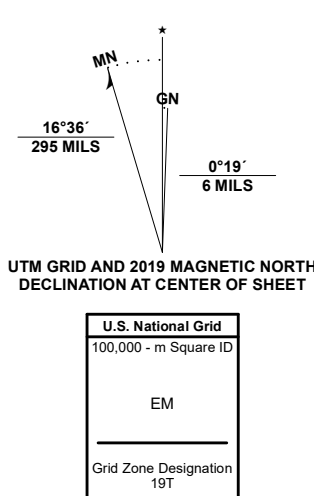 ★
MN
GN
16°36´
295 MILS
0°19´
6 MILS
UTM GRID AND 2019 MAGNETIC NORTH
DECLINATION AT CENTER OF SHEET
U.S. National Grid
100,000 - m Square ID
EM
Grid Zone Designation
19T